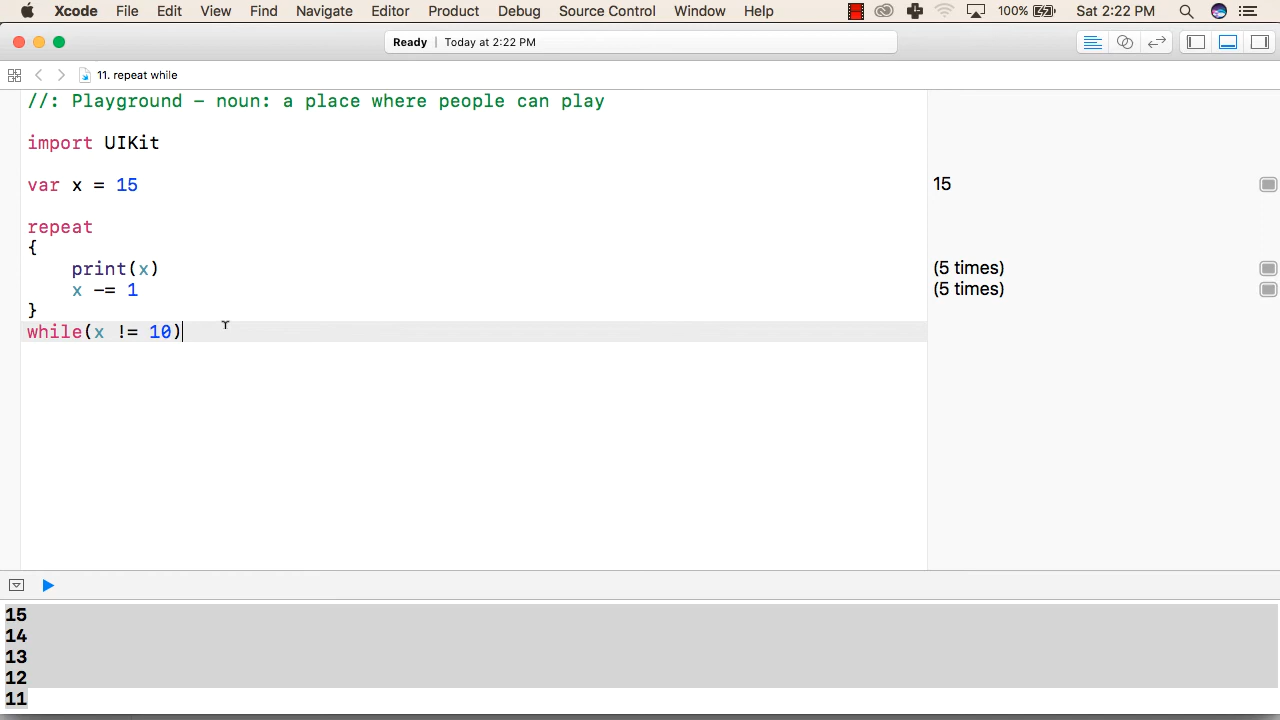 Xcode File Edit View Find Navigate Editor Product Debug Source Control Window Help 100% Sat 2:22 PM
Ready | Today at 2:22 PM
11. repeat while
//: Playground – noun: a place where people can play
import UIKit
var x = 15
15
repeat
{
print(x)
(5 times)
x -= 1
(5 times)
}
while(x != 10)
15
14
13
12
11